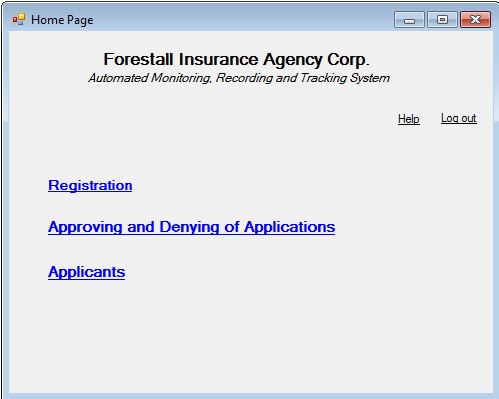 Home Page
Forestall Insurance Agency Corp.
Automated Monitoring, Recording and Tracking System
Help Log out
Registration
Approving and Denying of Applications
Applicants